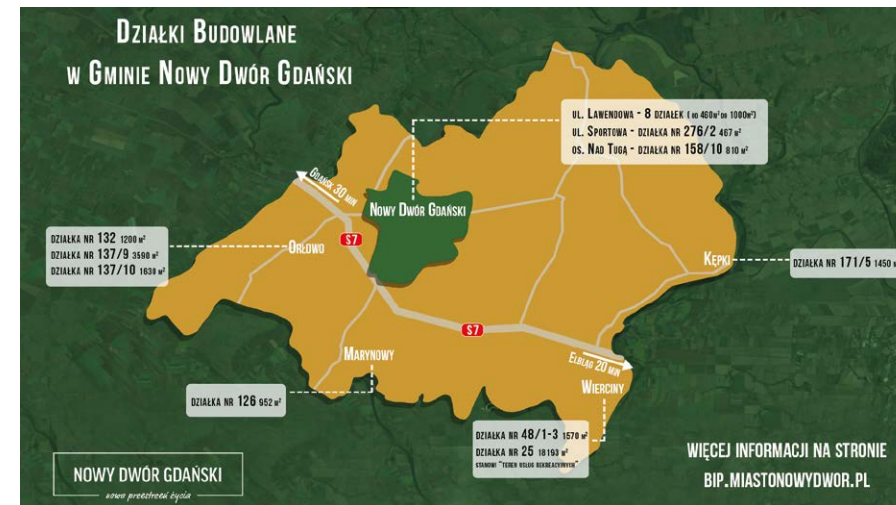 Działki Budowlane
w Gminie Nowy Dwór Gdański
ul. Lawendowa - 8 działek (od 460m² do 1000m²)
ul. Sportowa - działka nr 276/2 467 m²
os. Nad Tugą - działka nr 158/10 810 m²
Gdańsk 30 min
Nowy Dwór Gdański
działka nr 132 1200 m²
działka nr 137/9 3590 m²
działka nr 137/10 1630 m²
Orłowo
S7
Kępki
działka nr 171/5 1450 m
S7
Marynowy
Elbląg 20 min
Wierciny
działka nr 126 952 m²
działka nr 48/1-3 1570 m²
działka nr 25 18193 m²
stanowi "teren usług rekreacyjnych"
NOWY DWÓR GDAŃSKI
nowa przestrzeń życia
więcej informacji na stronie
bip.miastonowydwor.pl